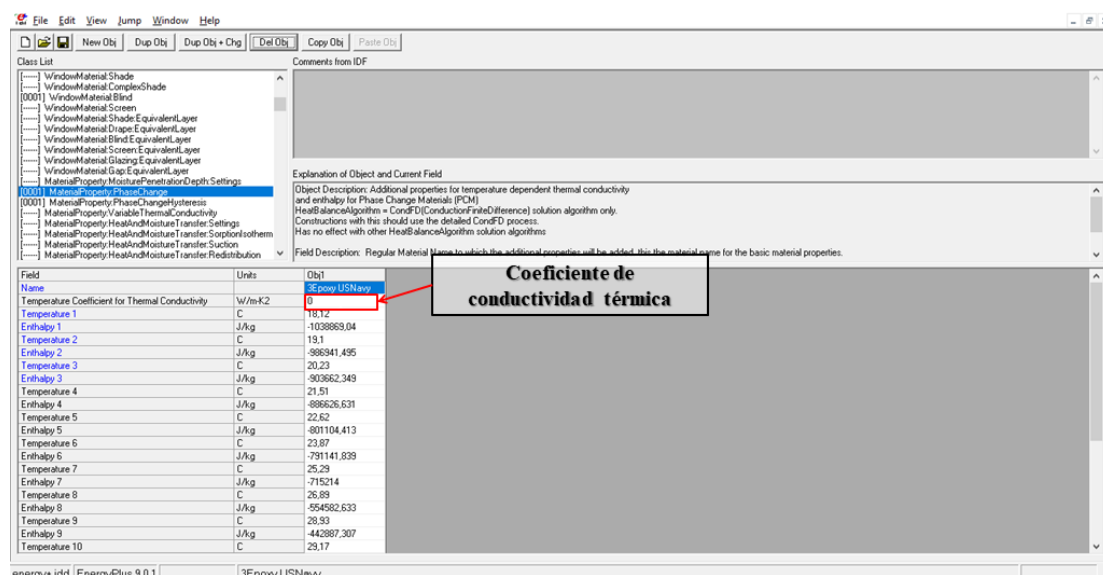 File Edit View Jump Window Help
New Obj Dup Obj Dup Obj + Chg Del Obj Copy Obj Paste Obj
Class List
Comments from IDF
[------] WindowMaterial:Shade
[------] WindowMaterial:ComplexShade
[0001] WindowMaterial:Blind
[------] WindowMaterial:Screen
[------] WindowMaterial:Shade:EquivalentLayer
[------] WindowMaterial:Drape:EquivalentLayer
[------] WindowMaterial:Blind:EquivalentLayer
[------] WindowMaterial:Screen:EquivalentLayer
[------] WindowMaterial:Glazing:EquivalentLayer
[------] WindowMaterial:Gap:EquivalentLayer
[------] MaterialProperty:MoisturePenetrationDepth:Settings
[0001] MaterialProperty:PhaseChange
[0001] MaterialProperty:PhaseChangeHysteresis
[------] MaterialProperty:VariableThermalConductivity
[------] MaterialProperty:HeatAndMoistureTransfer:Settings
[------] MaterialProperty:HeatAndMoistureTransfer:SorptionIsotherm
[------] MaterialProperty:HeatAndMoistureTransfer:Suction
[------] MaterialProperty:HeatAndMoistureTransfer:Redistribution
Explanation of Object and Current Field
Object Description: Additional properties for temperature dependent thermal conductivity
and enthalpy for Phase Change Materials (PCM)
HeatBalanceAlgorithm = CondFD(ConductionFiniteDifference) solution algorithm only.
Constructions with this should use the detailed CondFD process.
Has no effect with other HeatBalanceAlgorithm solution algorithms
Field Description: Regular Material Name to which the additional properties will be added. this the material name for the basic material properties.
Coeficiente de
conductividad térmica
Field Units Obj1
Name 3Epoxy USNavy
Temperature Coefficient for Thermal Conductivity W/m-K2 0
Temperature 1 C 18,12
Enthalpy 1 J/kg -1038869,04
Temperature 2 C 19,1
Enthalpy 2 J/kg -986941,495
Temperature 3 C 20,23
Enthalpy 3 J/kg -903662,349
Temperature 4 C 21,51
Enthalpy 4 J/kg -886626,631
Temperature 5 C 22,62
Enthalpy 5 J/kg -801104,413
Temperature 6 C 23,87
Enthalpy 6 J/kg -791141,839
Temperature 7 C 25,29
Enthalpy 7 J/kg -715214
Temperature 8 C 26,89
Enthalpy 8 J/kg -554582,633
Temperature 9 C 28,93
Enthalpy 9 J/kg -442887,307
Temperature 10 C 29,17
energy+.idd EnergyPlus 9.0.1 3Epoxy USNavy